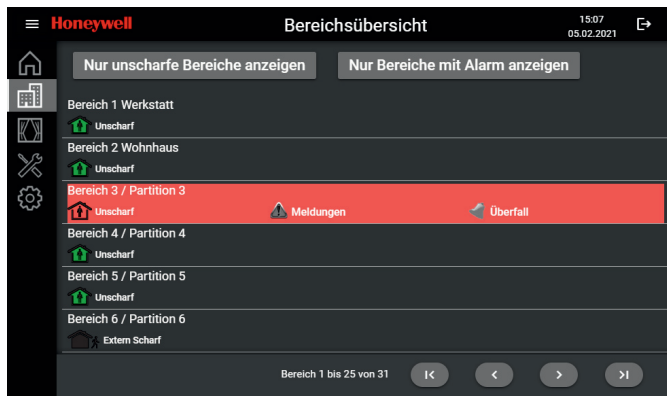 Honeywell
Bereichsübersicht
15:07
05.02.2021
Nur unscharfe Bereiche anzeigen
Nur Bereiche mit Alarm anzeigen
Bereich 1 Werkstatt
Unscharf
Bereich 2 Wohnhaus
Unscharf
Bereich 3 / Partition 3
Unscharf Meldungen Überfall
Bereich 4 / Partition 4
Unscharf
Bereich 5 / Partition 5
Unscharf
Bereich 6 / Partition 6
Extern Scharf
Bereich 1 bis 25 von 31